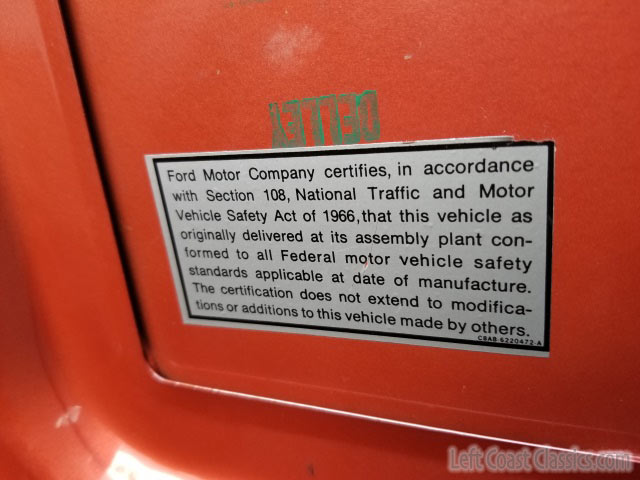 Ford Motor Company certifies, in accordance
with Section 108, National Traffic and Motor
Vehicle Safety Act of 1966, that this vehicle as
originally delivered at its assembly plant con-
formed to all Federal motor vehicle safety
standards applicable at date of manufacture.
The certification does not extend to modifica-
tions or additions to this vehicle made by others.
C8AB-6220472-A
Left Coast Classics.com